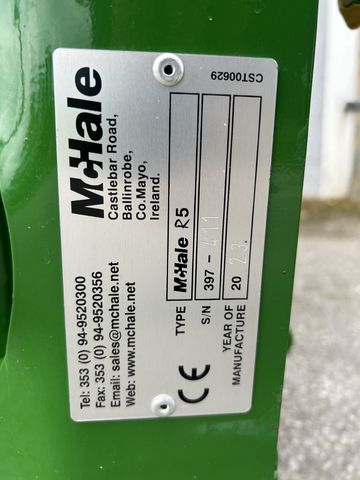 McHale
Castlebar Road,
Ballinrobe,
Co.Mayo,
Ireland.
Tel: 353 (0) 94-9520300
Fax: 353 (0) 94-9520356
Email: sales@mchale.net
Web: www.mchale.net
TYPE McHale R5
S/N 397-
YEAR OF
MANUFACTURE 20 23
CE
CST00629